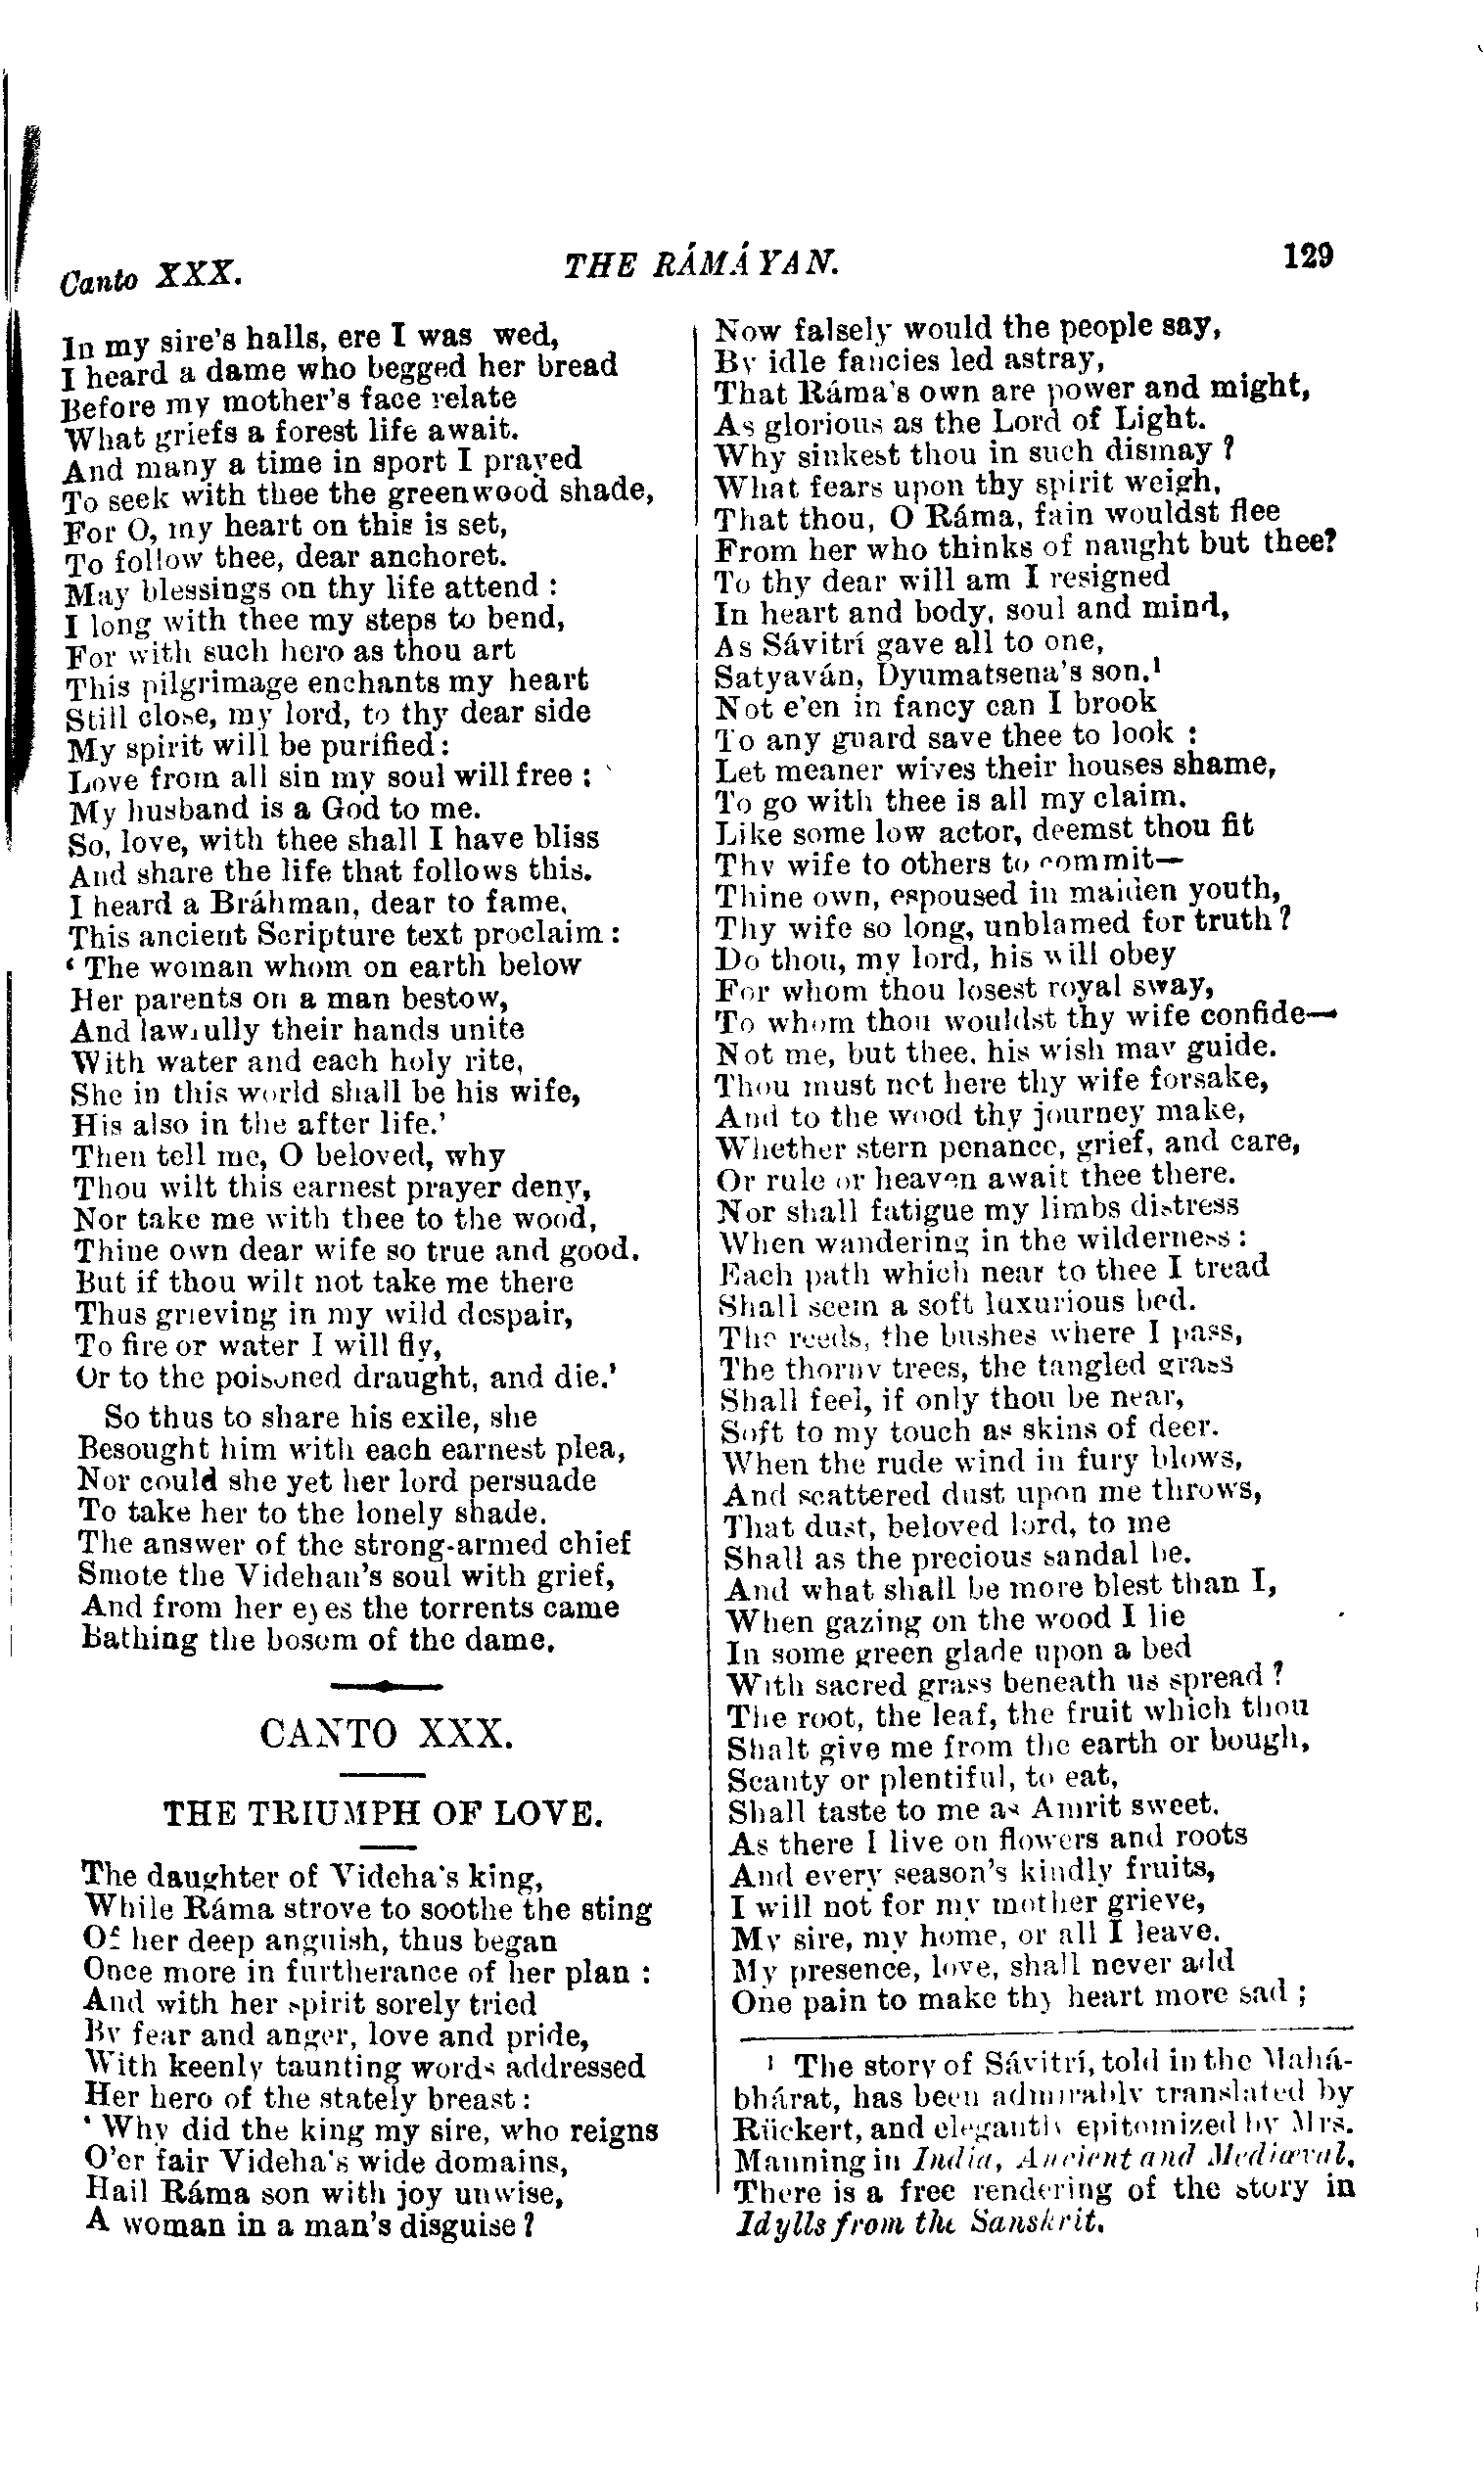 Canto XXX.
THE RÁMÁYAN.
129
In my sire's halls, ere I was wed,
I heard a dame who begged her bread
Before my mother's face relate
What griefs a forest life await.
And many a time in sport I prayed
To seek with thee the greenwood shade,
For O, my heart on this is set,
To follow thee, dear anchoret.
May blessings on thy life attend :
I long with thee my steps to bend,
For with such hero as thou art
This pilgrimage enchants my heart
Still close, my lord, to thy dear side
My spirit will be purified:
Love from all sin my soul will free :
My husband is a God to me.
So, love, with thee shall I have bliss
And share the life that follows this.
I heard a Bráhman, dear to fame,
This ancient Scripture text proclaim :
‘ The woman whom on earth below
Her parents on a man bestow,
And lawfully their hands unite
With water and each holy rite,
She in this world shall be his wife,
His also in the after life.’
Then tell me, O beloved, why
Thou wilt this earnest prayer deny,
Nor take me with thee to the wood,
Thine own dear wife so true and good.
But if thou wilt not take me there
Thus grieving in my wild despair,
To fire or water I will fly,
Or to the poisoned draught, and die.’
So thus to share his exile, she
Besought him with each earnest plea,
Nor could she yet her lord persuade
To take her to the lonely shade.
The answer of the strong-armed chief
Smote the Videhan's soul with grief,
And from her eyes the torrents came
Bathing the bosom of the dame.
CANTO XXX.
THE TRIUMPH OF LOVE.
The daughter of Videha's king,
While Ráma strove to soothe the sting
Of her deep anguish, thus began
Once more in furtherance of her plan :
And with her spirit sorely tried
By fear and anger, love and pride,
With keenly taunting words addressed
Her hero of the stately breast :
‘ Why did the king my sire, who reigns
O'er fair Videha's wide domains,
Hail Ráma son with joy unwise,
A woman in a man's disguise ?
Now falsely would the people say,
By idle fancies led astray,
That Ráma's own are power and might,
As glorious as the Lord of Light.
Why sinkest thou in such dismay ?
What fears upon thy spirit weigh,
That thou, O Ráma, fain wouldst flee
From her who thinks of naught but thee?
To thy dear will am I resigned
In heart and body, soul and mind,
As Sávitrí gave all to one,
Satyaván, Dyumatsena's son.¹
Not e'en in fancy can I brook
To any guard save thee to look :
Let meaner wives their houses shame,
To go with thee is all my claim.
Like some low actor, deemst thou fit
Thy wife to others to commit—
Thine own, espoused in maiden youth,
Thy wife so long, unblamed for truth ?
Do thou, my lord, his will obey
For whom thou losest royal sway,
To whom thou wouldst thy wife confide—
Not me, but thee, his wish may guide.
Thou must not here thy wife forsake,
And to the wood thy journey make,
Whether stern penance, grief, and care,
Or rule or heaven await thee there.
Nor shall fatigue my limbs distress
When wandering in the wilderness :
Each path which near to thee I tread
Shall seem a soft luxurious bed.
The reeds, the bushes where I pass,
The thorny trees, the tangled grass
Shall feel, if only thou be near,
Soft to my touch as skins of deer.
When the rude wind in fury blows,
And scattered dust upon me throws,
That dust, beloved lord, to me
Shall as the precious sandal be.
And what shall be more blest than I,
When gazing on the wood I lie
In some green glade upon a bed
With sacred grass beneath us spread ?
The root, the leaf, the fruit which thou
Shalt give me from the earth or bough,
Scanty or plentiful, to eat,
Shall taste to me as Amrit sweet.
As there I live on flowers and roots
And every season's kindly fruits,
I will not for my mother grieve,
My sire, my home, or all I leave.
My presence, love, shall never add
One pain to make thy heart more sad ;
¹ The story of Sávitrí, told in the Mahá-
bhárat, has been admirably translated by
Rückert, and elegantly epitomized by Mrs.
Manning in India, Ancient and Mediæval.
There is a free rendering of the story in
Idylls from the Sanskrit.